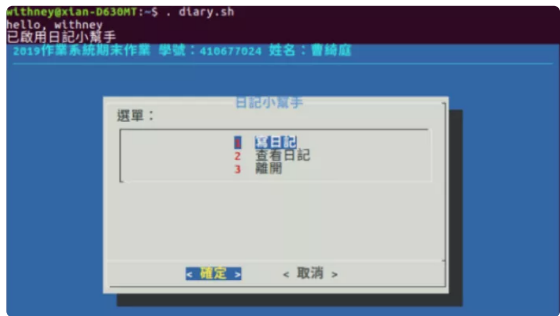 withney@xian-D630MT:~$ . diary.sh
hello, withney
已啟用日記小幫手
2019作業系統期末作業 學號：410677024 姓名：曹綺庭
日記小幫手
選單：
1 寫日記
2 查看日記
3 離開
< 確定 > < 取消 >